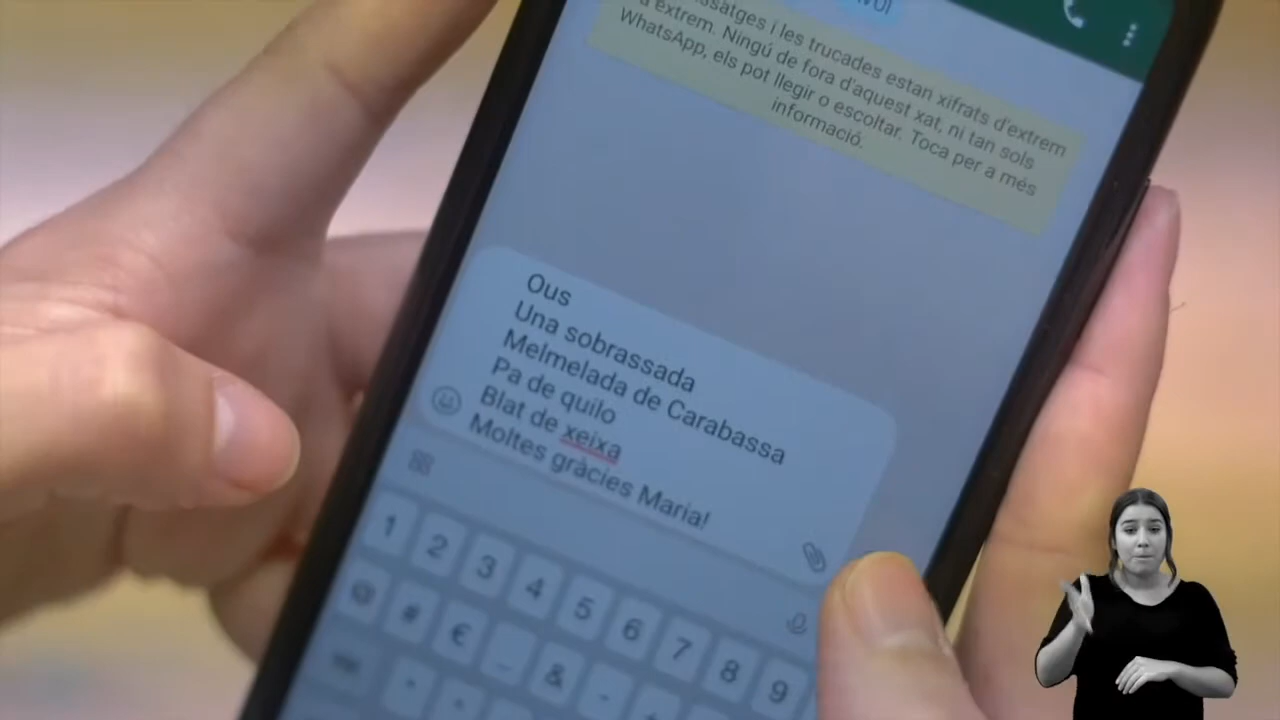 i les trucades estan xifrats d'extrem
a extrem. Ningú de fora d'aquest xat, ni tan sols
WhatsApp, els pot llegir o escoltar. Toca per a més
informació.
Ous
Una sobrassada
Melmelada de Carabassa
Pa de quilo
Blat de xeixa
Moltes gràcies Maria!
1 2 3 4 5 6 7 8 9
@ # € _ & -